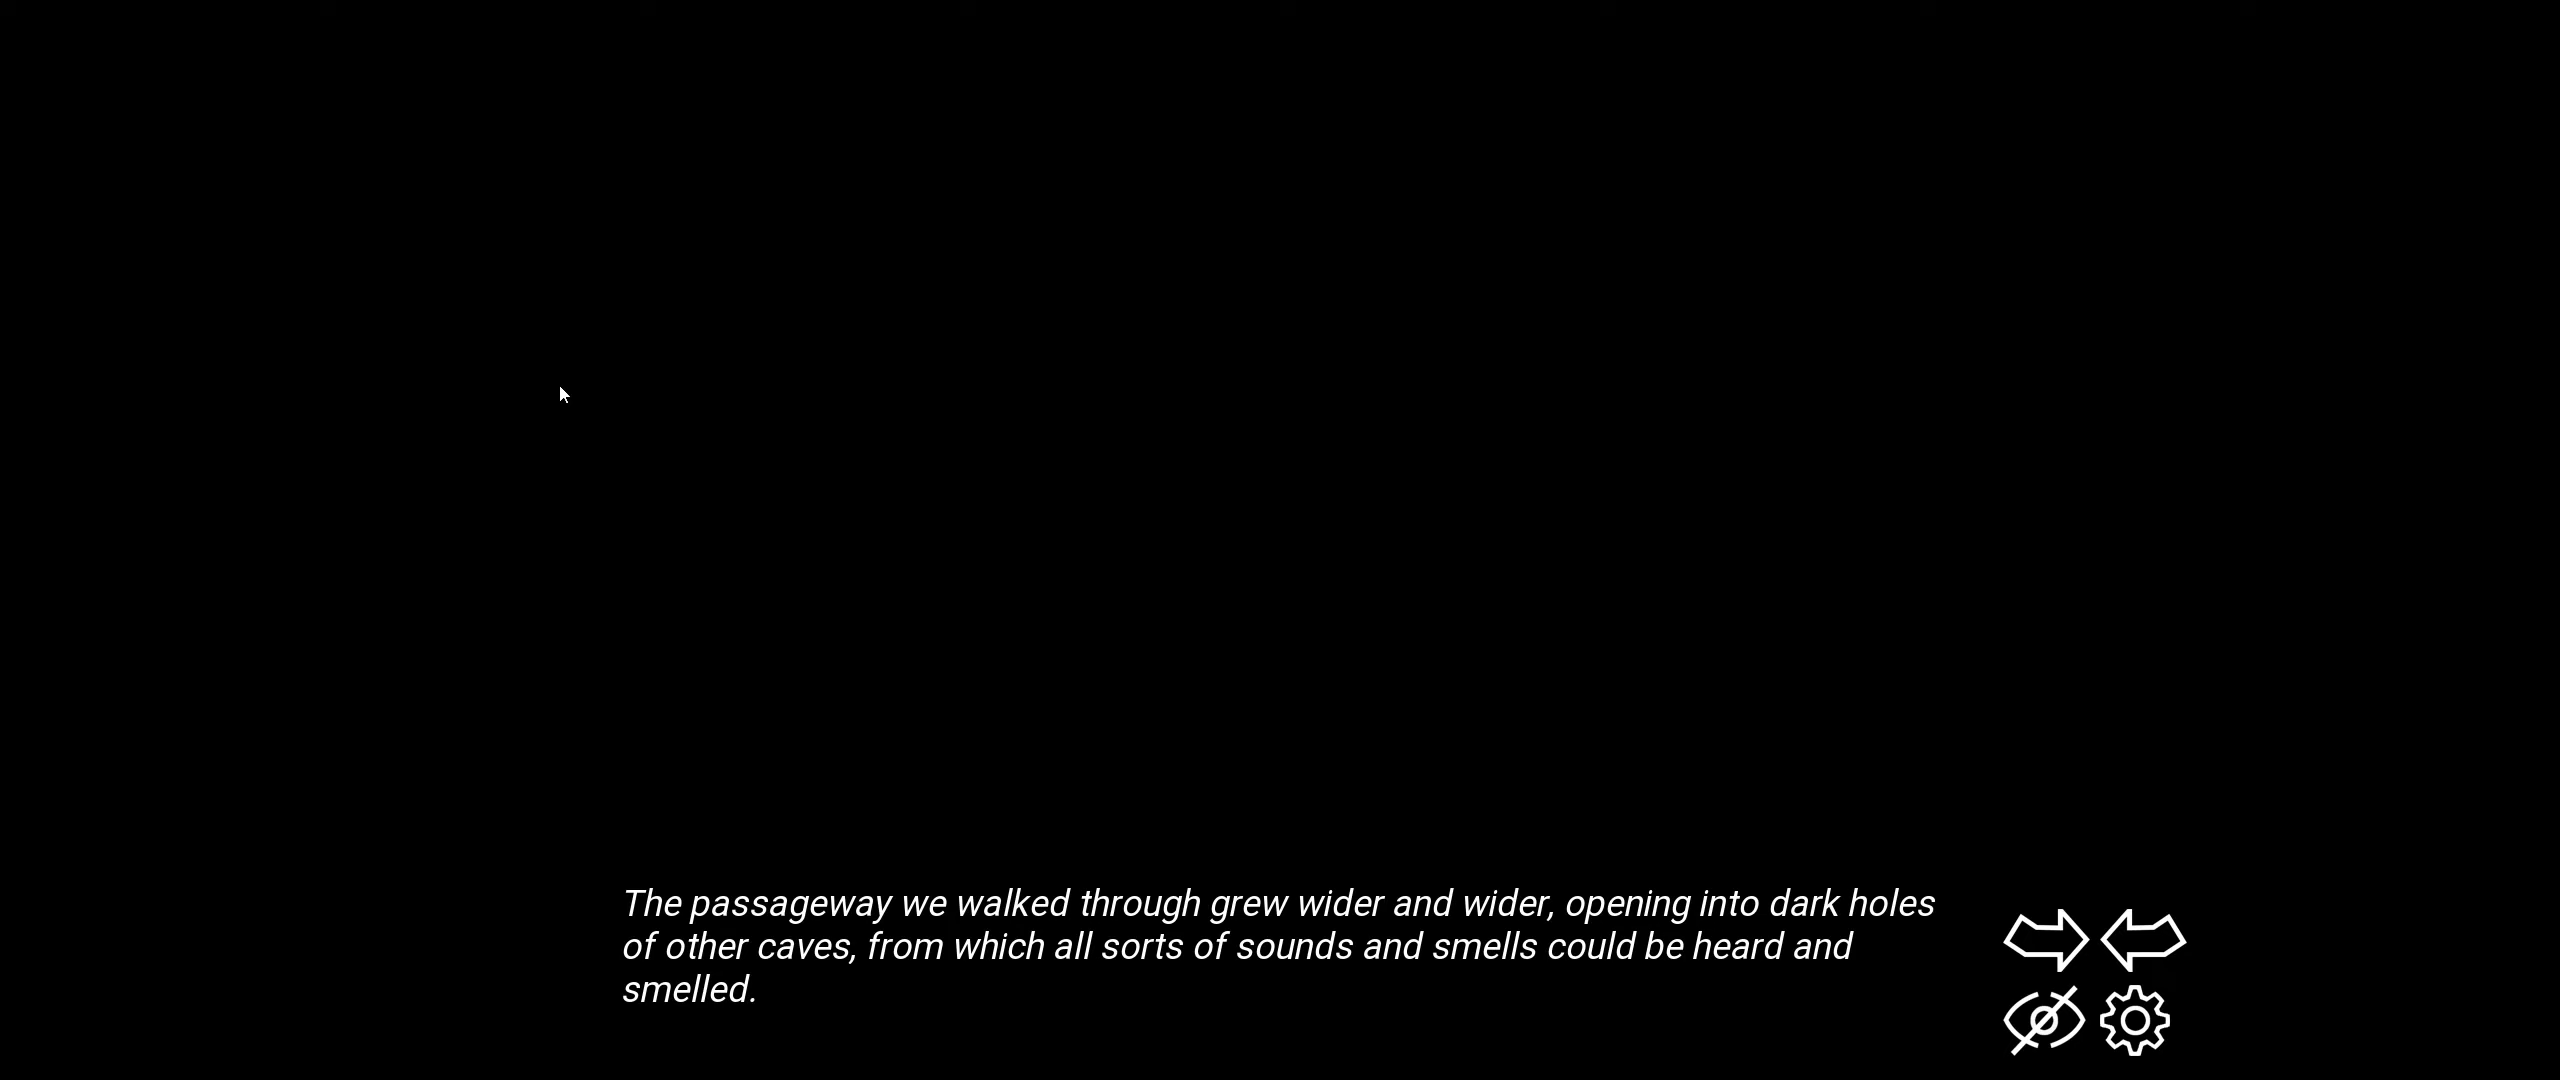 The passageway we walked through grew wider and wider, opening into dark holes
of other caves, from which all sorts of sounds and smells could be heard and
smelled.